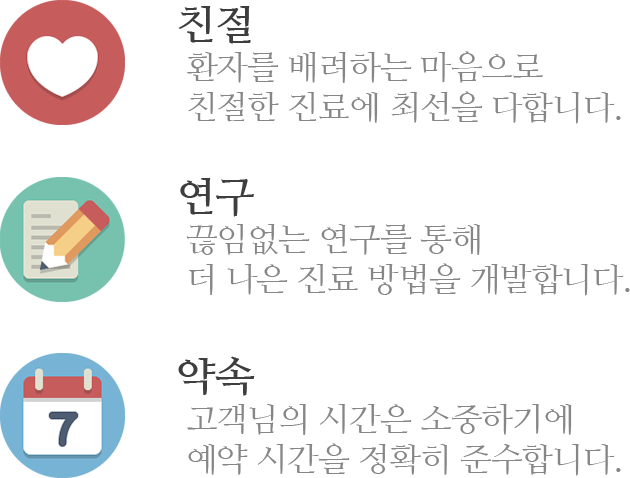 친절
환자를 배려하는 마음으로
친절한 진료에 최선을 다합니다.
연구
끊임없는 연구를 통해
더 나은 진료 방법을 개발합니다.
7
약속
고객님의 시간은 소중하기에
예약 시간을 정확히 준수합니다.